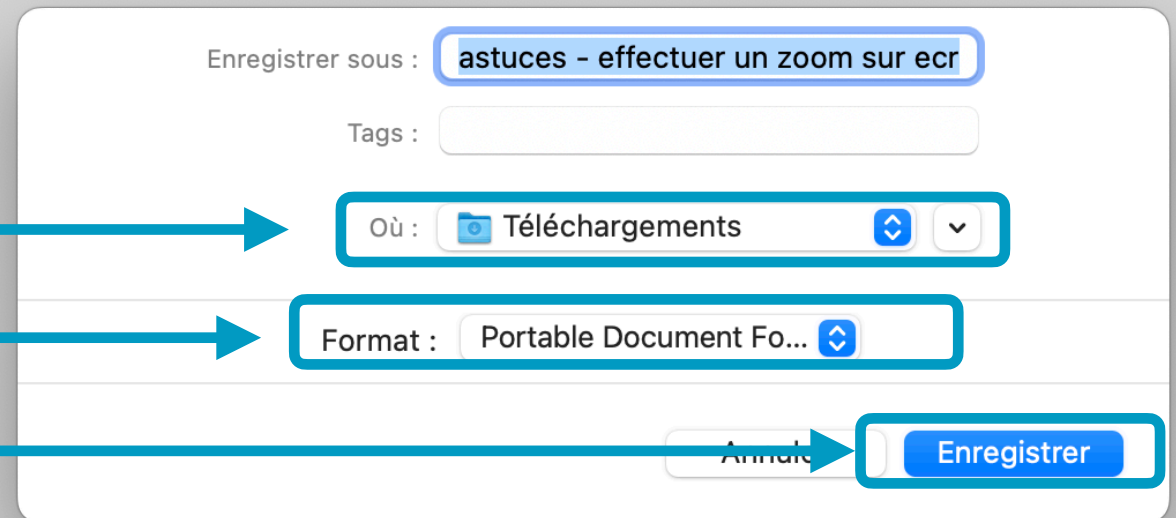 Enregistrer sous : astuces - effectuer un zoom sur ecr
Tags :
Où : Téléchargements
Format : Portable Document Fo...
Enregistrer